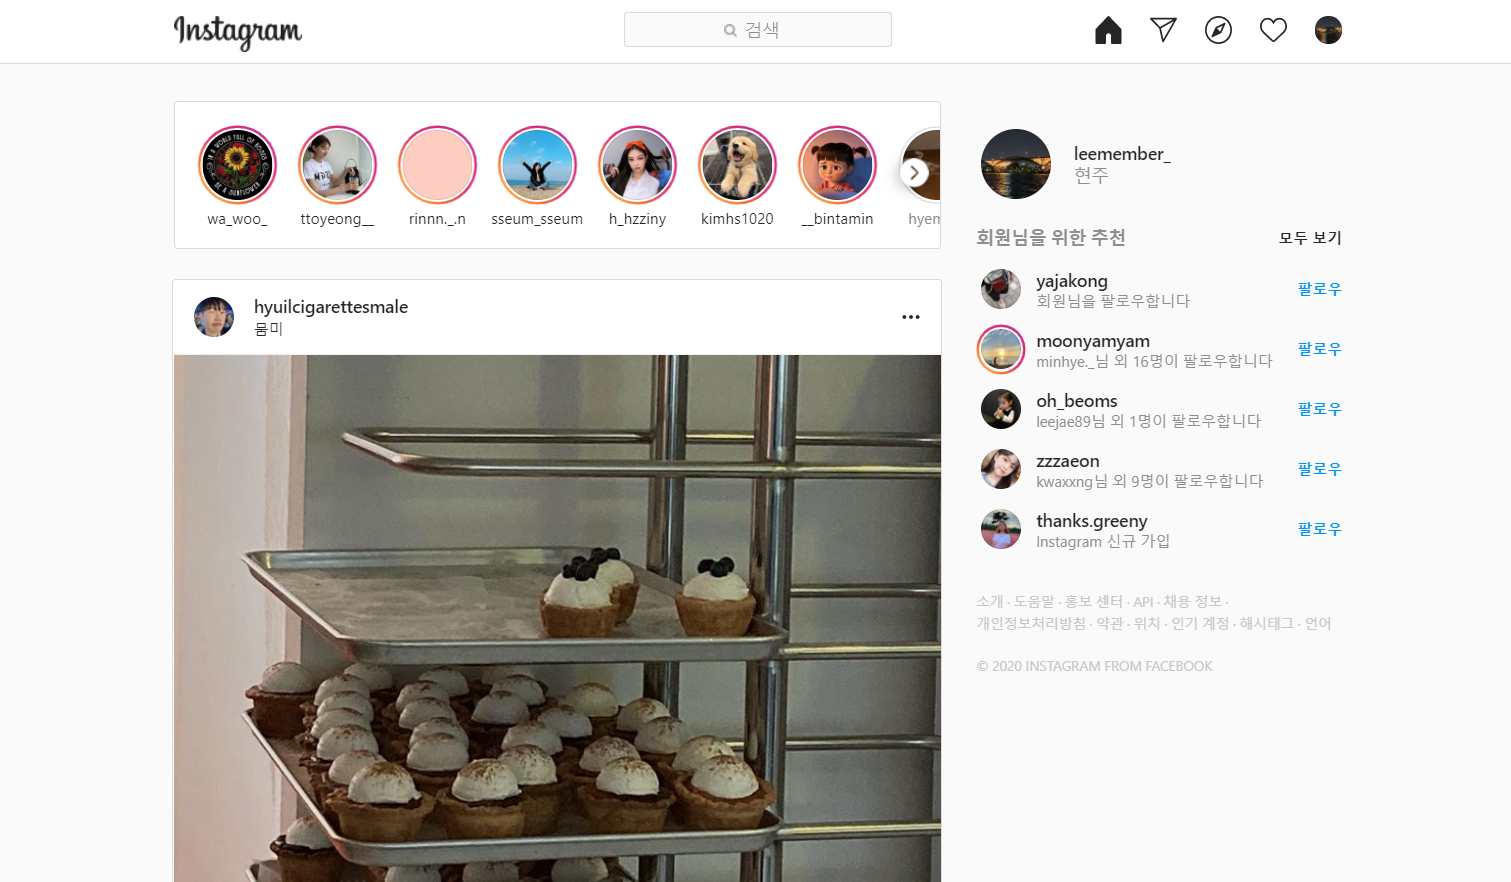 Instagram
검색
wa_woo_
ttoyeong__
rinnn._.n
sseum_sseum
h_hzziny
kimhs1020
__bintamin
hyem
leemember_
현주
회원님을 위한 추천
모두 보기
yajakong
회원님을 팔로우합니다
팔로우
moonyamyam
minhye._님 외 16명이 팔로우합니다
팔로우
oh_beoms
leejae89님 외 1명이 팔로우합니다
팔로우
zzzaeon
kwaxxng님 외 9명이 팔로우합니다
팔로우
thanks.greeny
Instagram 신규 가입
팔로우
소개 · 도움말 · 홍보 센터 · API · 채용 정보 ·
개인정보처리방침 · 약관 · 위치 · 인기 계정 · 해시태그 · 언어
© 2020 INSTAGRAM FROM FACEBOOK
hyuilcigarettesmale
뭄미